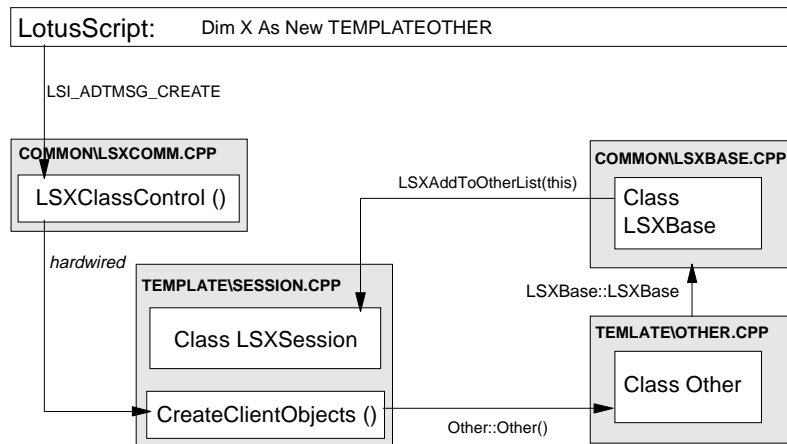 LotusScript: Dim X As New TEMPLATEOTHER
LSI_ADTMSG_CREATE
COMMON\LSXCOMM.CPP
LSXClassControl ()
hardwired
TEMPLATE\SESSION.CPP
Class LSXSession
CreateClientObjects ()
LSXAddToOtherList(this)
COMMON\LSXBASE.CPP
Class
LSXBase
LSXBase::LSXBase
TEMLATE\OTHER.CPP
Class Other
Other::Other()